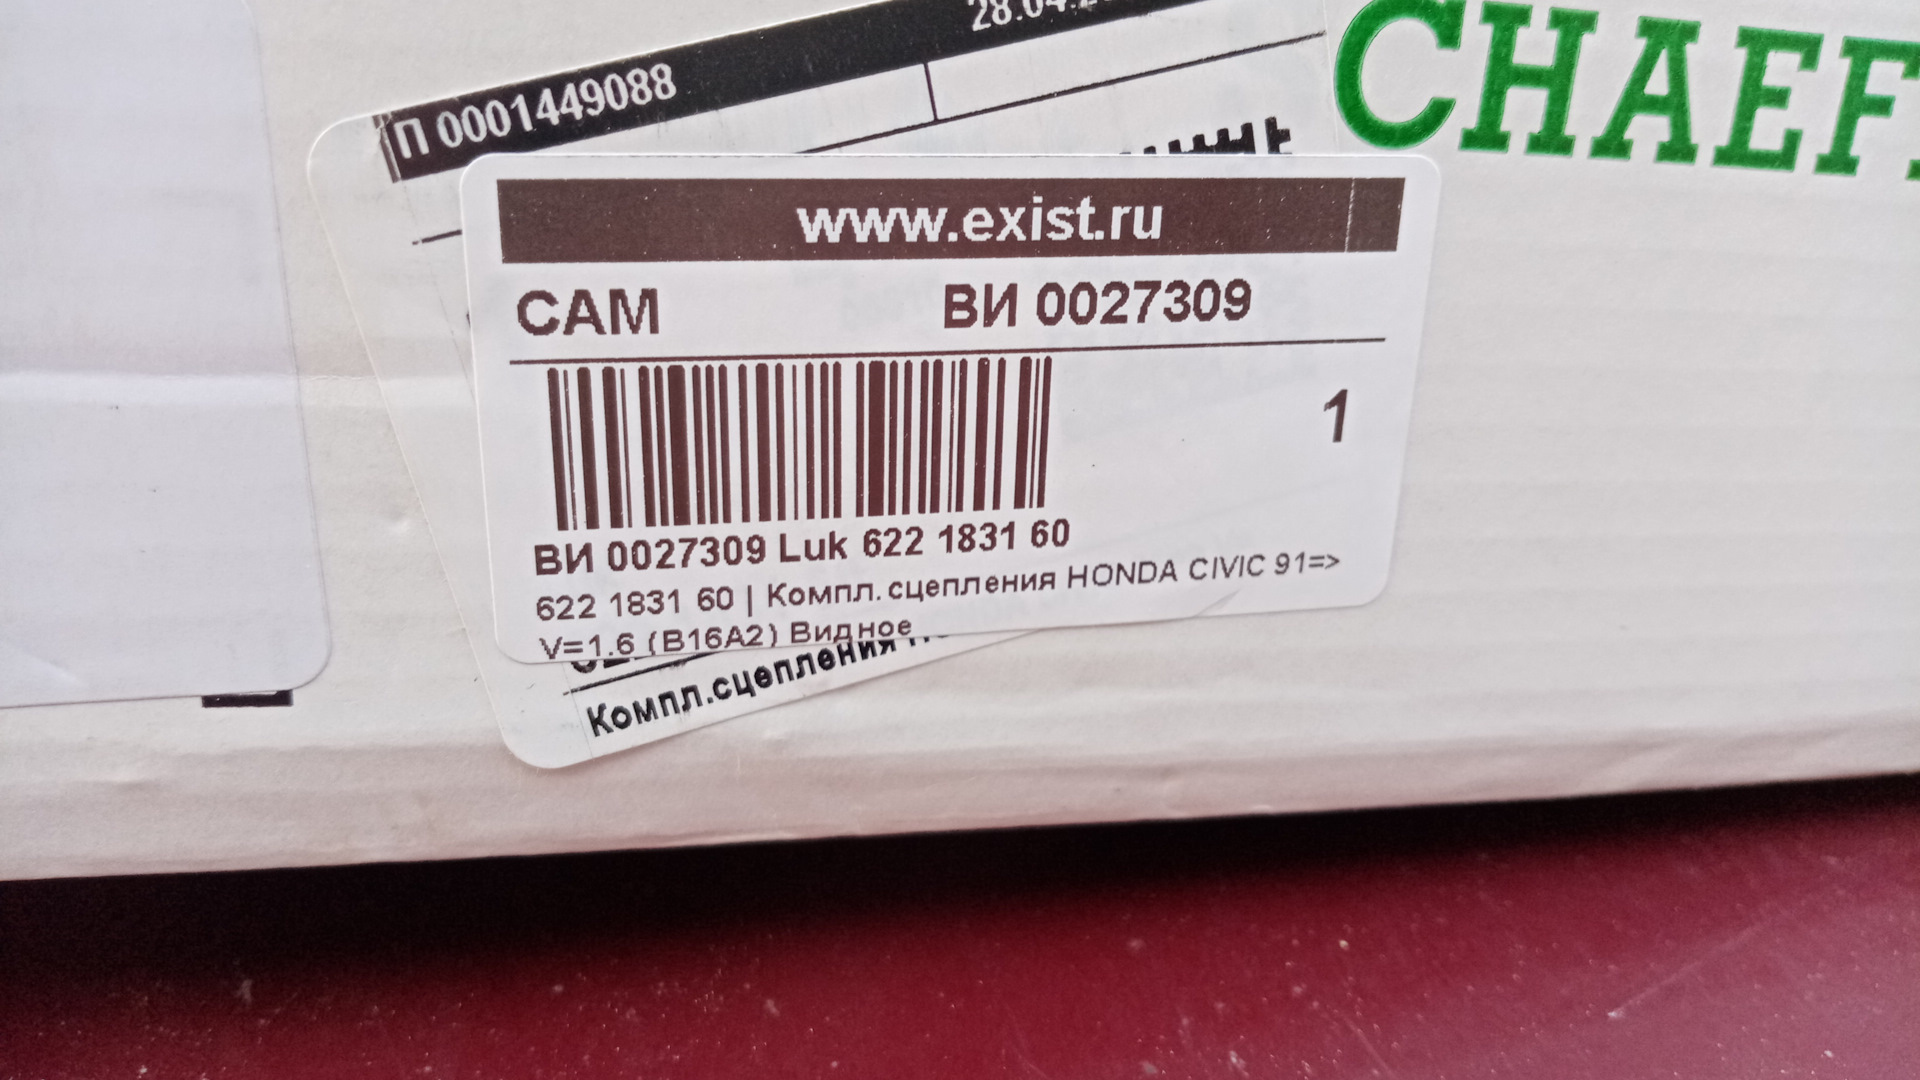 28.04.2
П 0001449088
CHAEF
www.exist.ru
САМ ВИ 0027309
1
ВИ 0027309 Luk 622 1831 60
622 1831 60 | Компл.сцепления HONDA CIVIC 91=>
V=1.6 (B16A2) Видное
Компл.сцепления